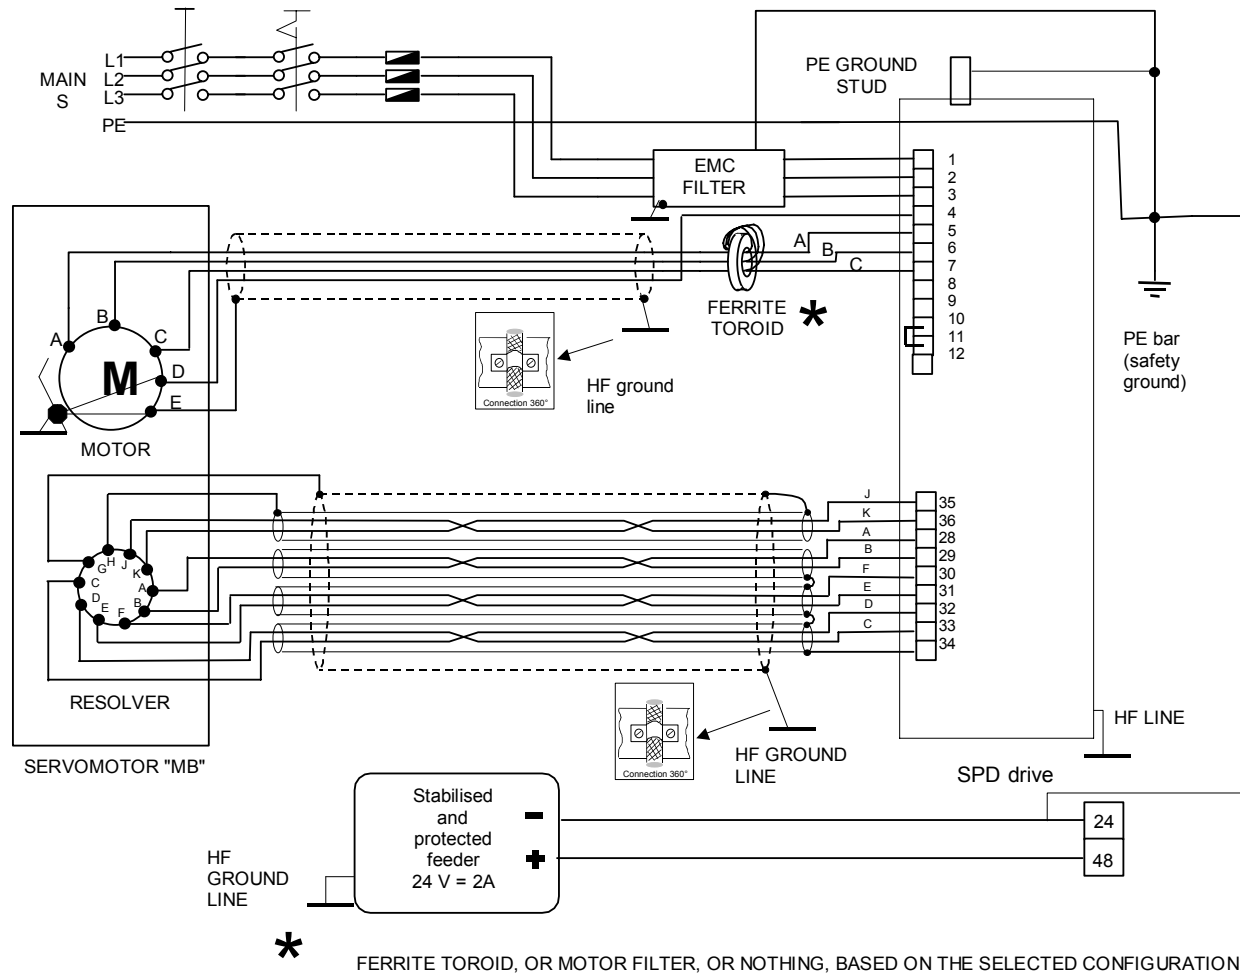 L1
MAIN
S
L2
L3
PE
PE GROUND
STUD
EMC
FILTER
1
2
3
4
5
6
7
8
9
10
11
12
A
B
C
FERRITE
TOROID *
PE bar
(safety
ground)
A
B
C
D
E
M
MOTOR
Connection 360°
HF ground
line
J
K
A
B
F
E
D
C
35
36
28
29
30
31
32
33
34
G
H
J
K
A
B
F
E
D
C
RESOLVER
SERVOMOTOR "MB"
Connection 360°
HF GROUND
LINE
HF LINE
SPD drive
Stabilised
and
protected
feeder
24 V = 2A
-
+
24
48
HF
GROUND
LINE
*
FERRITE TOROID, OR MOTOR FILTER, OR NOTHING, BASED ON THE SELECTED CONFIGURATION